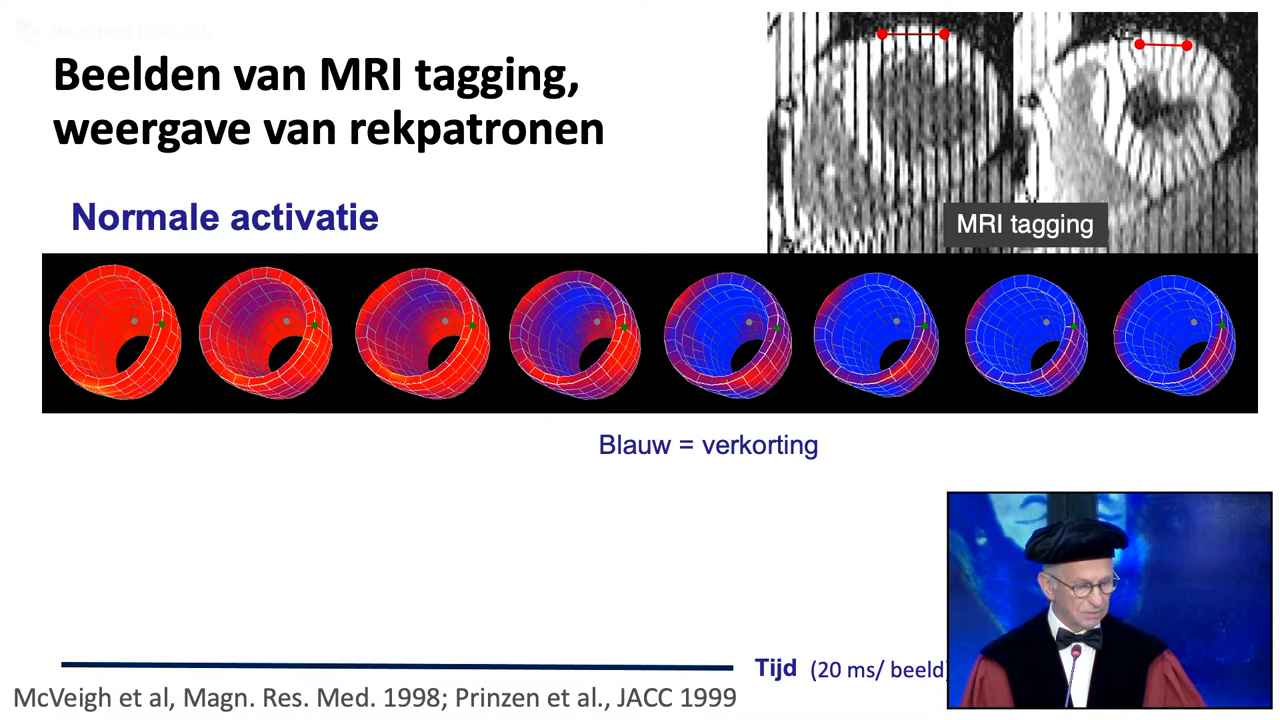 Beelden van MRI tagging,
weergave van rekpatronen
Normale activatie
MRI tagging
Blauw = verkorting
Tijd (20 ms/ beeld)
McVeigh et al, Magn. Res. Med. 1998; Prinzen et al., JACC 1999